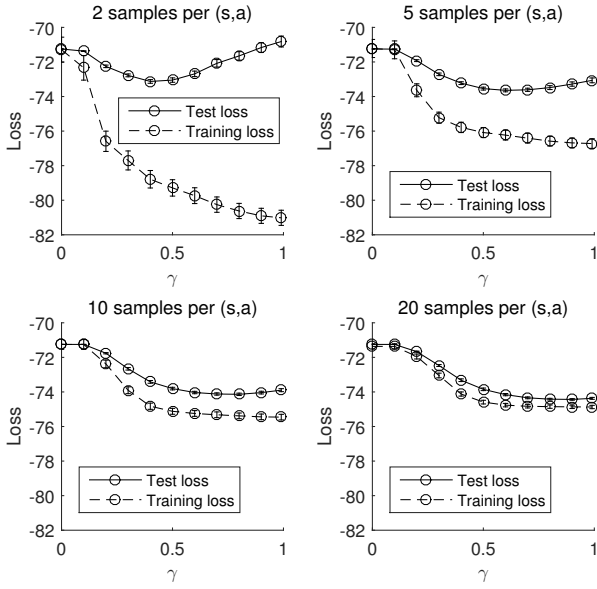 2 samples per (s,a)
-70
-72
-74
-76
-78
-80
-82
Loss
Test loss
Training loss
0
0.5
1
γ
5 samples per (s,a)
-70
-72
-74
-76
-78
-80
-82
Loss
Test loss
Training loss
0
0.5
1
γ
10 samples per (s,a)
-70
-72
-74
-76
-78
-80
-82
Loss
Test loss
Training loss
0
0.5
1
γ
20 samples per (s,a)
-70
-72
-74
-76
-78
-80
-82
Loss
Test loss
Training loss
0
0.5
1
γ